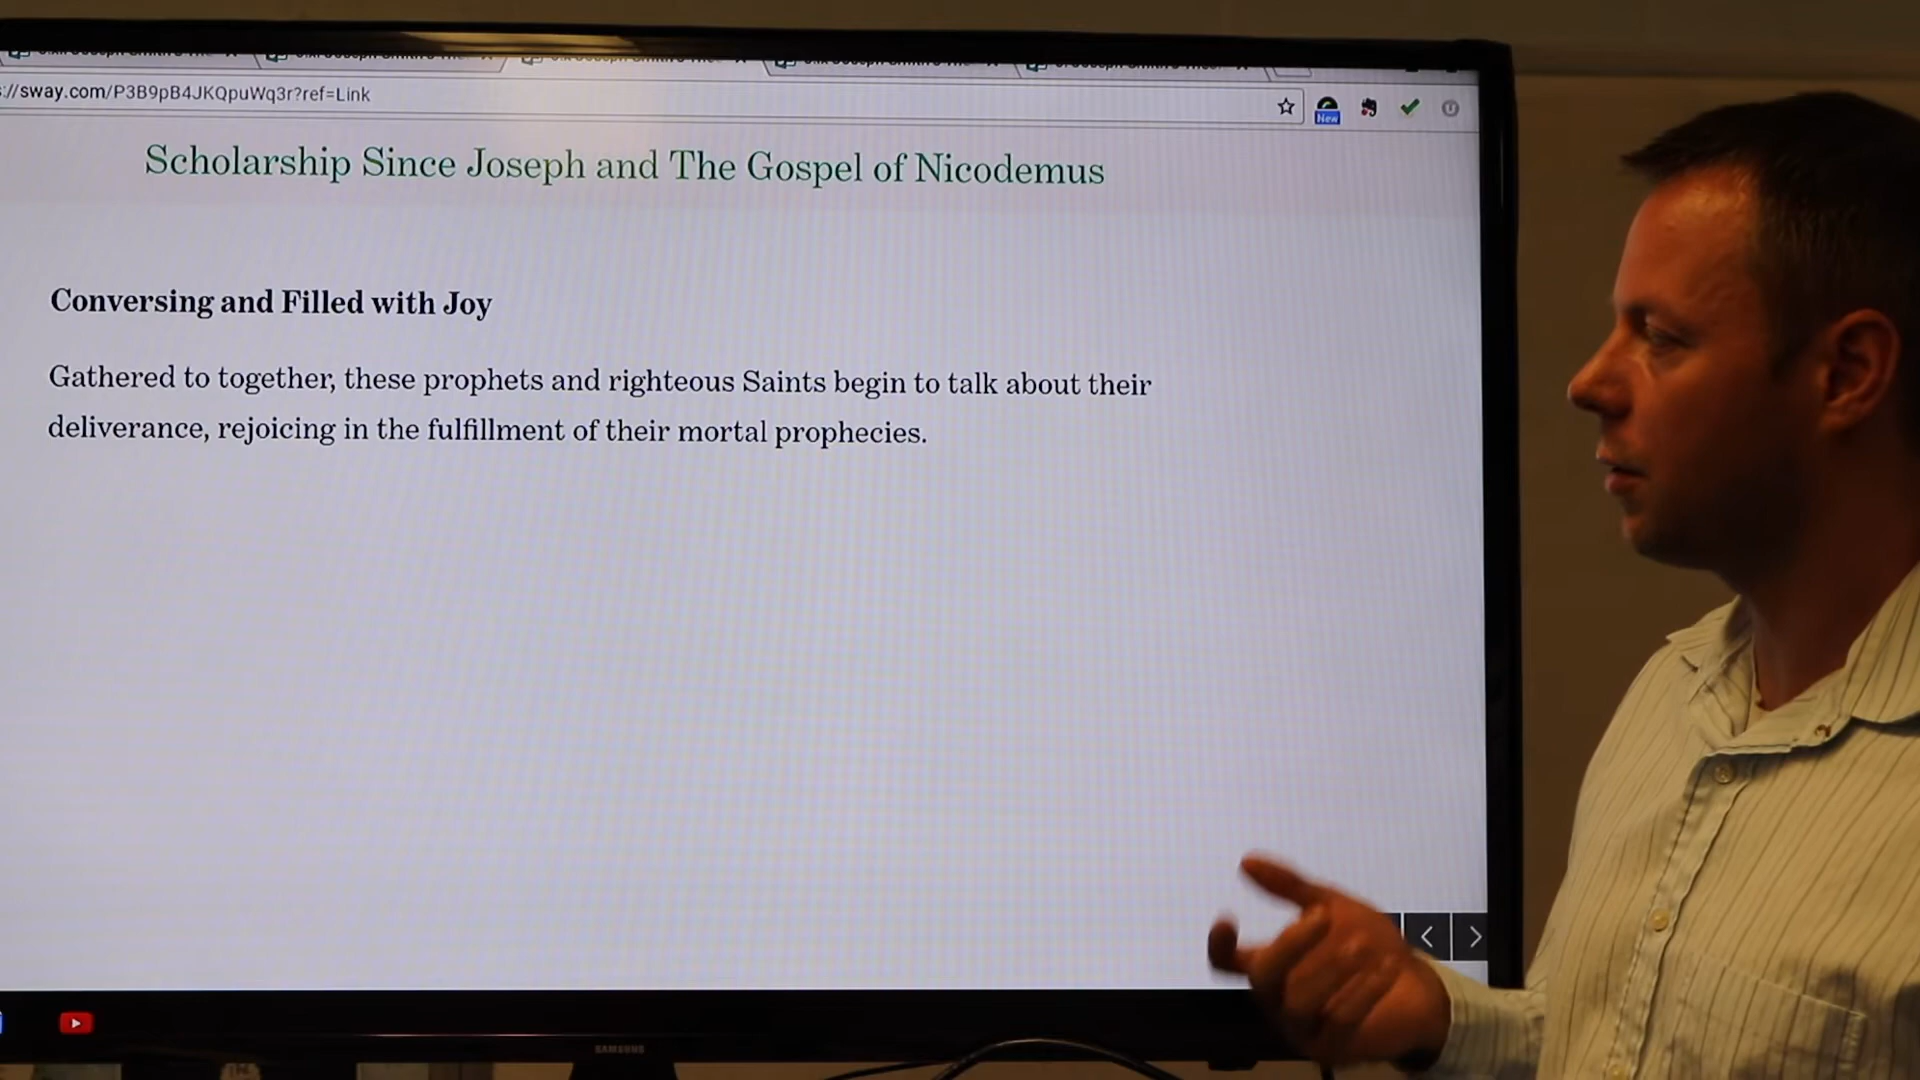 ://sway.com/P3B9pB4JKQpuWq3r?ref=Link
New
Scholarship Since Joseph and The Gospel of Nicodemus
Conversing and Filled with Joy
Gathered to together, these prophets and righteous Saints begin to talk about their
deliverance, rejoicing in the fulfillment of their mortal prophecies.
SAMSUNG